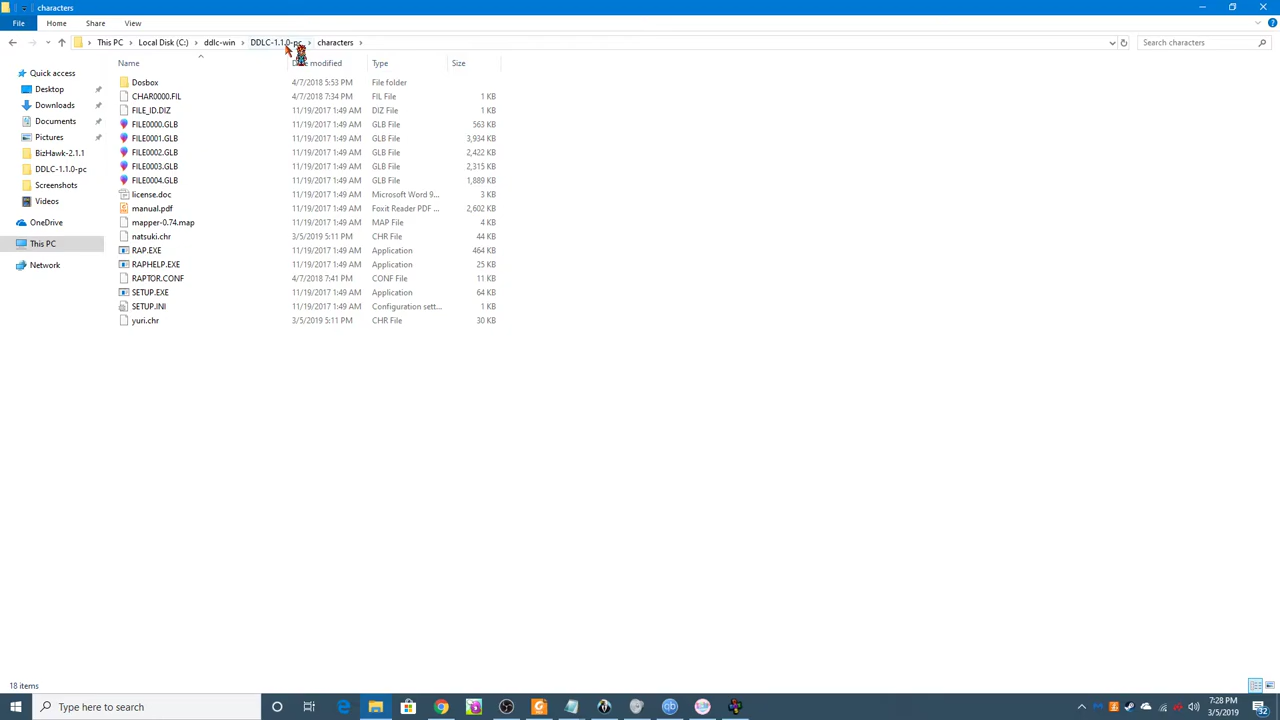 characters
File Home Share View
This PC Local Disk (C:) ddlc-win DDLC-1.1.0-pc characters Search characters
Name modified Type Size
Quick access
Desktop
Downloads
Documents
Pictures
BizHawk-2.1.1
DDLC-1.1.0-pc
Screenshots
Videos
OneDrive
This PC
Network
Dosbox 4/7/2018 5:53 PM File folder
CHAR0000.FIL 4/7/2018 7:34 PM FIL File 1 KB
FILE_ID.DIZ 11/19/2017 1:49 AM DIZ File 1 KB
FILE0000.GLB 11/19/2017 1:49 AM GLB File 563 KB
FILE0001.GLB 11/19/2017 1:49 AM GLB File 3,934 KB
FILE0002.GLB 11/19/2017 1:49 AM GLB File 2,422 KB
FILE0003.GLB 11/19/2017 1:49 AM GLB File 2,315 KB
FILE0004.GLB 11/19/2017 1:49 AM GLB File 1,889 KB
license.doc 11/19/2017 1:49 AM Microsoft Word 9... 3 KB
manual.pdf 11/19/2017 1:49 AM Foxit Reader PDF ... 2,602 KB
mapper-0.74.map 11/19/2017 1:49 AM MAP File 4 KB
natsuki.chr 3/5/2019 5:11 PM CHR File 44 KB
RAP.EXE 11/19/2017 1:49 AM Application 464 KB
RAPHELP.EXE 11/19/2017 1:49 AM Application 25 KB
RAPTOR.CONF 4/7/2018 7:41 PM CONF File 11 KB
SETUP.EXE 11/19/2017 1:49 AM Application 64 KB
SETUP.INI 11/19/2017 1:49 AM Configuration sett... 1 KB
yuri.chr 3/5/2019 5:11 PM CHR File 30 KB
18 items
Type here to search
7:28 PM
3/5/2019
32